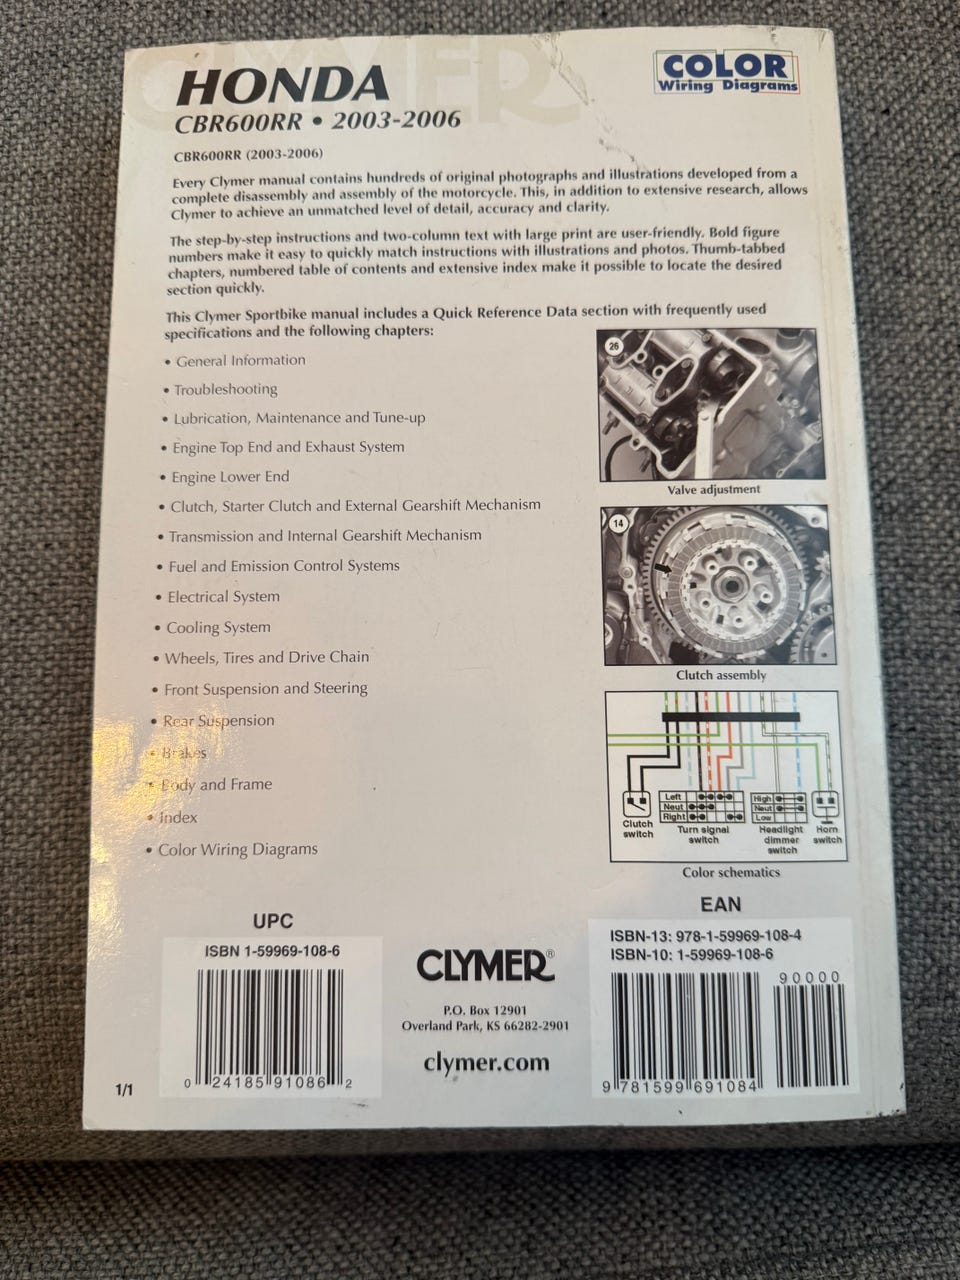 HONDA
COLOR
Wiring Diagrams
CBR600RR • 2003-2006
CBR600RR (2003-2006)
Every Clymer manual contains hundreds of original photographs and illustrations developed from a
complete disassembly and assembly of the motorcycle. This, in addition to extensive research, allows
Clymer to achieve an unmatched level of detail, accuracy and clarity.
The step-by-step instructions and two-column text with large print are user-friendly. Bold figure
numbers make it easy to quickly match instructions with illustrations and photos. Thumb-tabbed
chapters, numbered table of contents and extensive index make it possible to locate the desired
section quickly.
This Clymer Sportbike manual includes a Quick Reference Data section with frequently used
specifications and the following chapters:
• General Information
• Troubleshooting
• Lubrication, Maintenance and Tune-up
• Engine Top End and Exhaust System
• Engine Lower End
• Clutch, Starter Clutch and External Gearshift Mechanism
• Transmission and Internal Gearshift Mechanism
• Fuel and Emission Control Systems
• Electrical System
• Cooling System
• Wheels, Tires and Drive Chain
• Front Suspension and Steering
• Rear Suspension
• Brakes
• Body and Frame
• Index
• Color Wiring Diagrams
26
Valve adjustment
14
Clutch assembly
Clutch
switch
Left
Neut
Right
Turn signal
switch
High
Neut
Low
Headlight
dimmer
switch
Horn
switch
Color schematics
UPC
ISBN 1-59969-108-6
0 24185 91086 2
1/1
CLYMER®
P.O. Box 12901
Overland Park, KS 66282-2901
clymer.com
EAN
ISBN-13: 978-1-59969-108-4
ISBN-10: 1-59969-108-6
90000
9 781599 691084